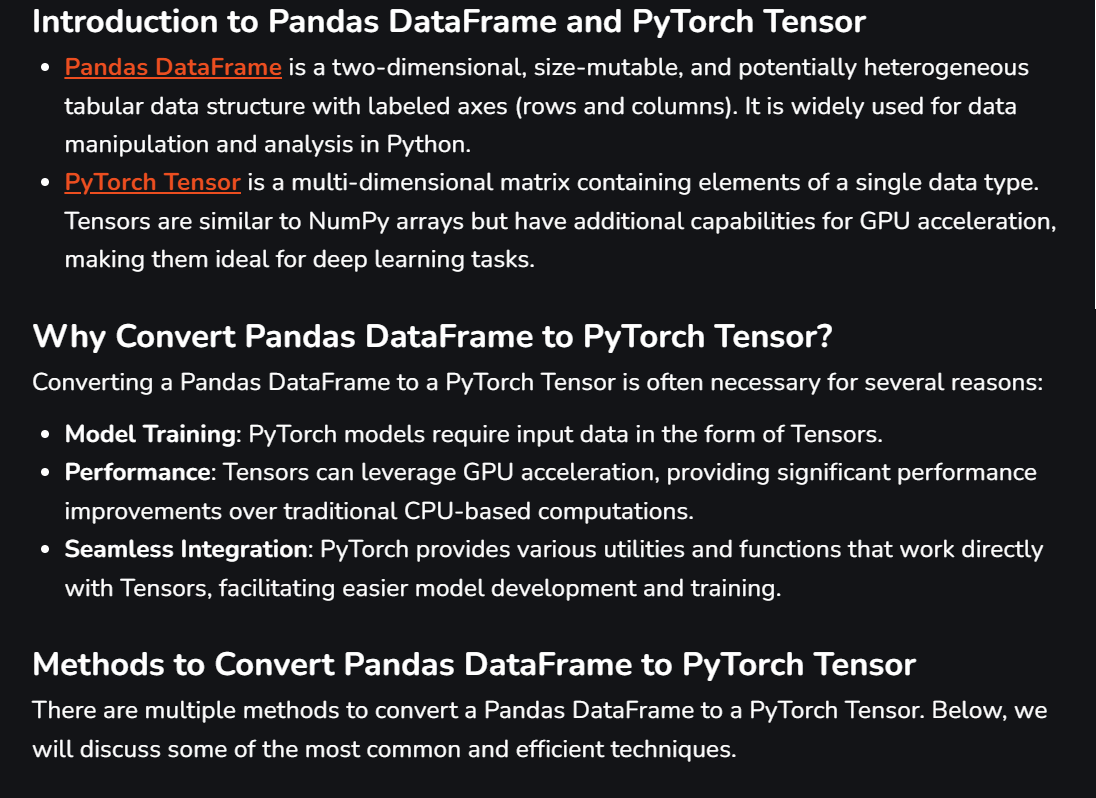 Introduction to Pandas DataFrame and PyTorch Tensor
Pandas DataFrame is a two-dimensional, size-mutable, and potentially heterogeneous
tabular data structure with labeled axes (rows and columns). It is widely used for data
manipulation and analysis in Python.
PyTorch Tensor is a multi-dimensional matrix containing elements of a single data type.
Tensors are similar to NumPy arrays but have additional capabilities for GPU acceleration,
making them ideal for deep learning tasks.
Why Convert Pandas DataFrame to PyTorch Tensor?
Converting a Pandas DataFrame to a PyTorch Tensor is often necessary for several reasons:
Model Training: PyTorch models require input data in the form of Tensors.
Performance: Tensors can leverage GPU acceleration, providing significant performance
improvements over traditional CPU-based computations.
Seamless Integration: PyTorch provides various utilities and functions that work directly
with Tensors, facilitating easier model development and training.
Methods to Convert Pandas DataFrame to PyTorch Tensor
There are multiple methods to convert a Pandas DataFrame to a PyTorch Tensor. Below, we
will discuss some of the most common and efficient techniques.